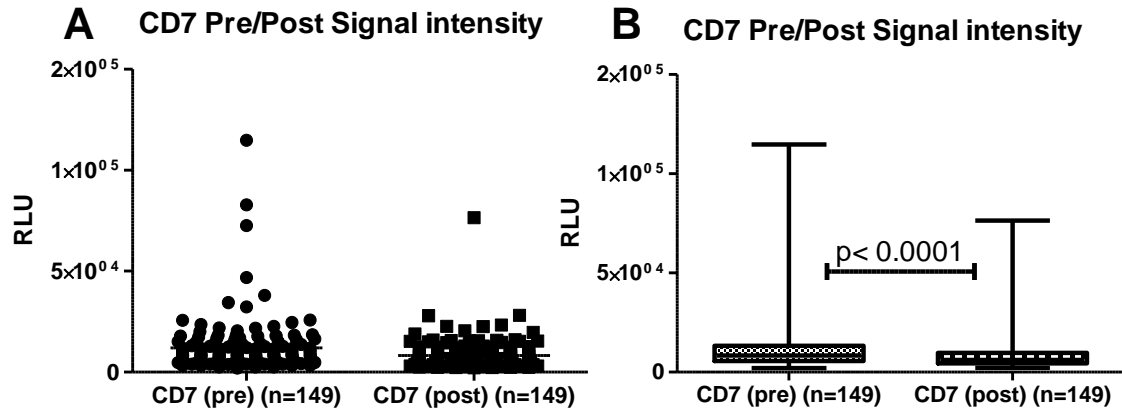 A CD7 Pre/Post Signal intensity
2×10⁰⁵
1×10⁰⁵
5×10⁰⁴
0
RLU
CD7 (pre) (n=149) CD7 (post) (n=149)
B CD7 Pre/Post Signal intensity
2×10⁰⁵
1×10⁰⁵
5×10⁰⁴
0
RLU
p< 0.0001
CD7 (pre) (n=149) CD7 (post) (n=149)